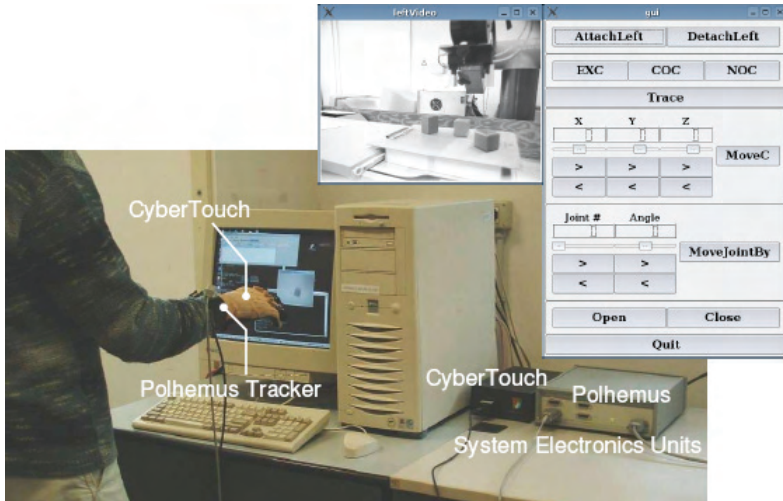 leftVideo
gui
AttachLeft DetachLeft
EXC COC NOC
Trace
X Y Z
> > >
MoveC
< < <
Joint # Angle
> >
MoveJointBy
< <
Open Close
Quit
CyberTouch
Polhemus Tracker
CyberTouch
Polhemus
System Electronics Units